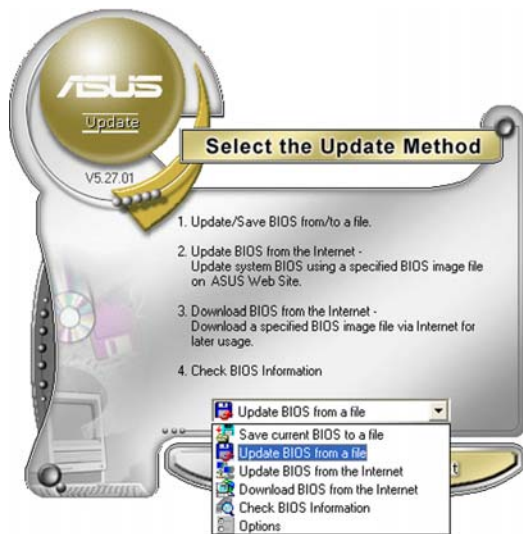 ASUS
Update
V5.27.01
Select the Update Method
1. Update/Save BIOS from/to a file.
2. Update BIOS from the Internet -
Update system BIOS using a specified BIOS image file
on ASUS Web Site.
3. Download BIOS from the Internet -
Download a specified BIOS image file via Internet for
later usage.
4. Check BIOS Information
Update BIOS from a file
Save current BIOS to a file
Update BIOS from a file
Update BIOS from the Internet
Download BIOS from the Internet
Check BIOS Information
Options